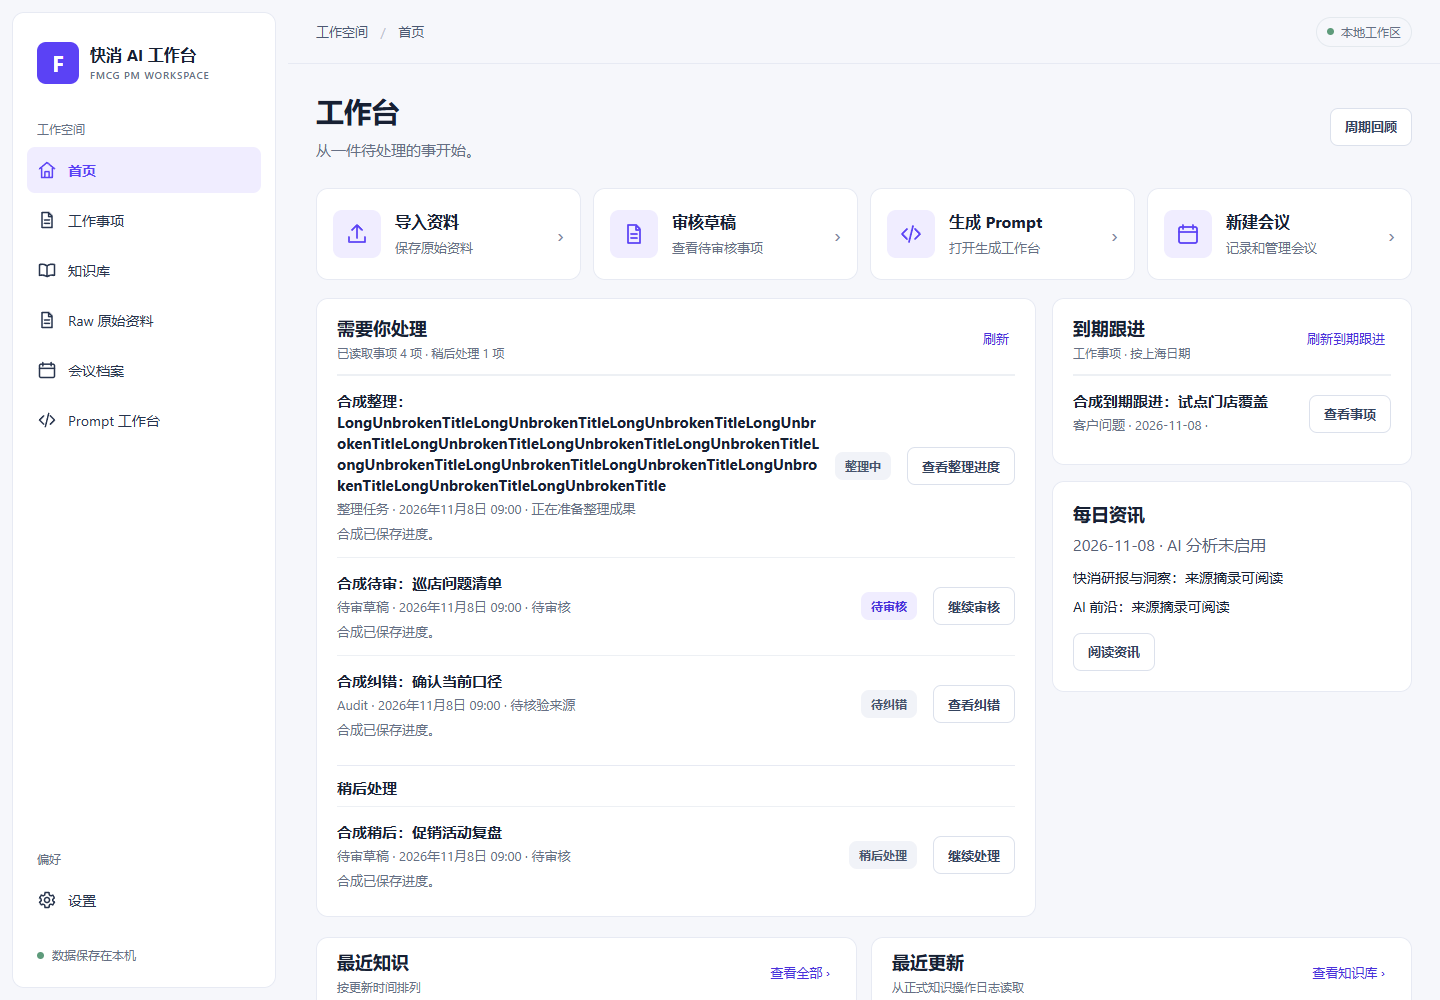 F
快消 AI 工作台
FMCG PM WORKSPACE
工作空间
首页
工作事项
知识库
Raw 原始资料
会议档案
Prompt 工作台
偏好
设置
数据保存在本机
工作空间 / 首页
本地工作区
工作台
从一件待处理的事开始。
周期回顾
导入资料
保存原始资料
审核草稿
查看待审核事项
生成 Prompt
打开生成工作台
新建会议
记录和管理会议
需要你处理
已读取事项 4 项 · 稍后处理 1 项
刷新
合成整理：
LongUnbrokenTitleLongUnbrokenTitleLongUnbrokenTitleLongUnbr
okenTitleLongUnbrokenTitleLongUnbrokenTitleLongUnbrokenTitleL
ongUnbrokenTitleLongUnbrokenTitleLongUnbrokenTitleLongUnbro
kenTitleLongUnbrokenTitleLongUnbrokenTitle
整理任务 · 2026年11月8日 09:00 · 正在准备整理成果
合成已保存进度。
整理中
查看整理进度
合成待审：巡店问题清单
待审草稿 · 2026年11月8日 09:00 · 待审核
合成已保存进度。
待审核
继续审核
合成纠错：确认当前口径
Audit · 2026年11月8日 09:00 · 待核验来源
合成已保存进度。
待纠错
查看纠错
稍后处理
合成稍后：促销活动复盘
待审草稿 · 2026年11月8日 09:00 · 待审核
合成已保存进度。
稍后处理
继续处理
到期跟进
工作事项 · 按上海日期
刷新到期跟进
合成到期跟进：试点门店覆盖
客户问题 · 2026-11-08 ·
查看事项
每日资讯
2026-11-08 · AI 分析未启用
快消研报与洞察：来源摘录可阅读
AI 前沿：来源摘录可阅读
阅读资讯
最近知识
按更新时间排列
查看全部 ›
最近更新
从正式知识操作日志读取
查看知识库 ›